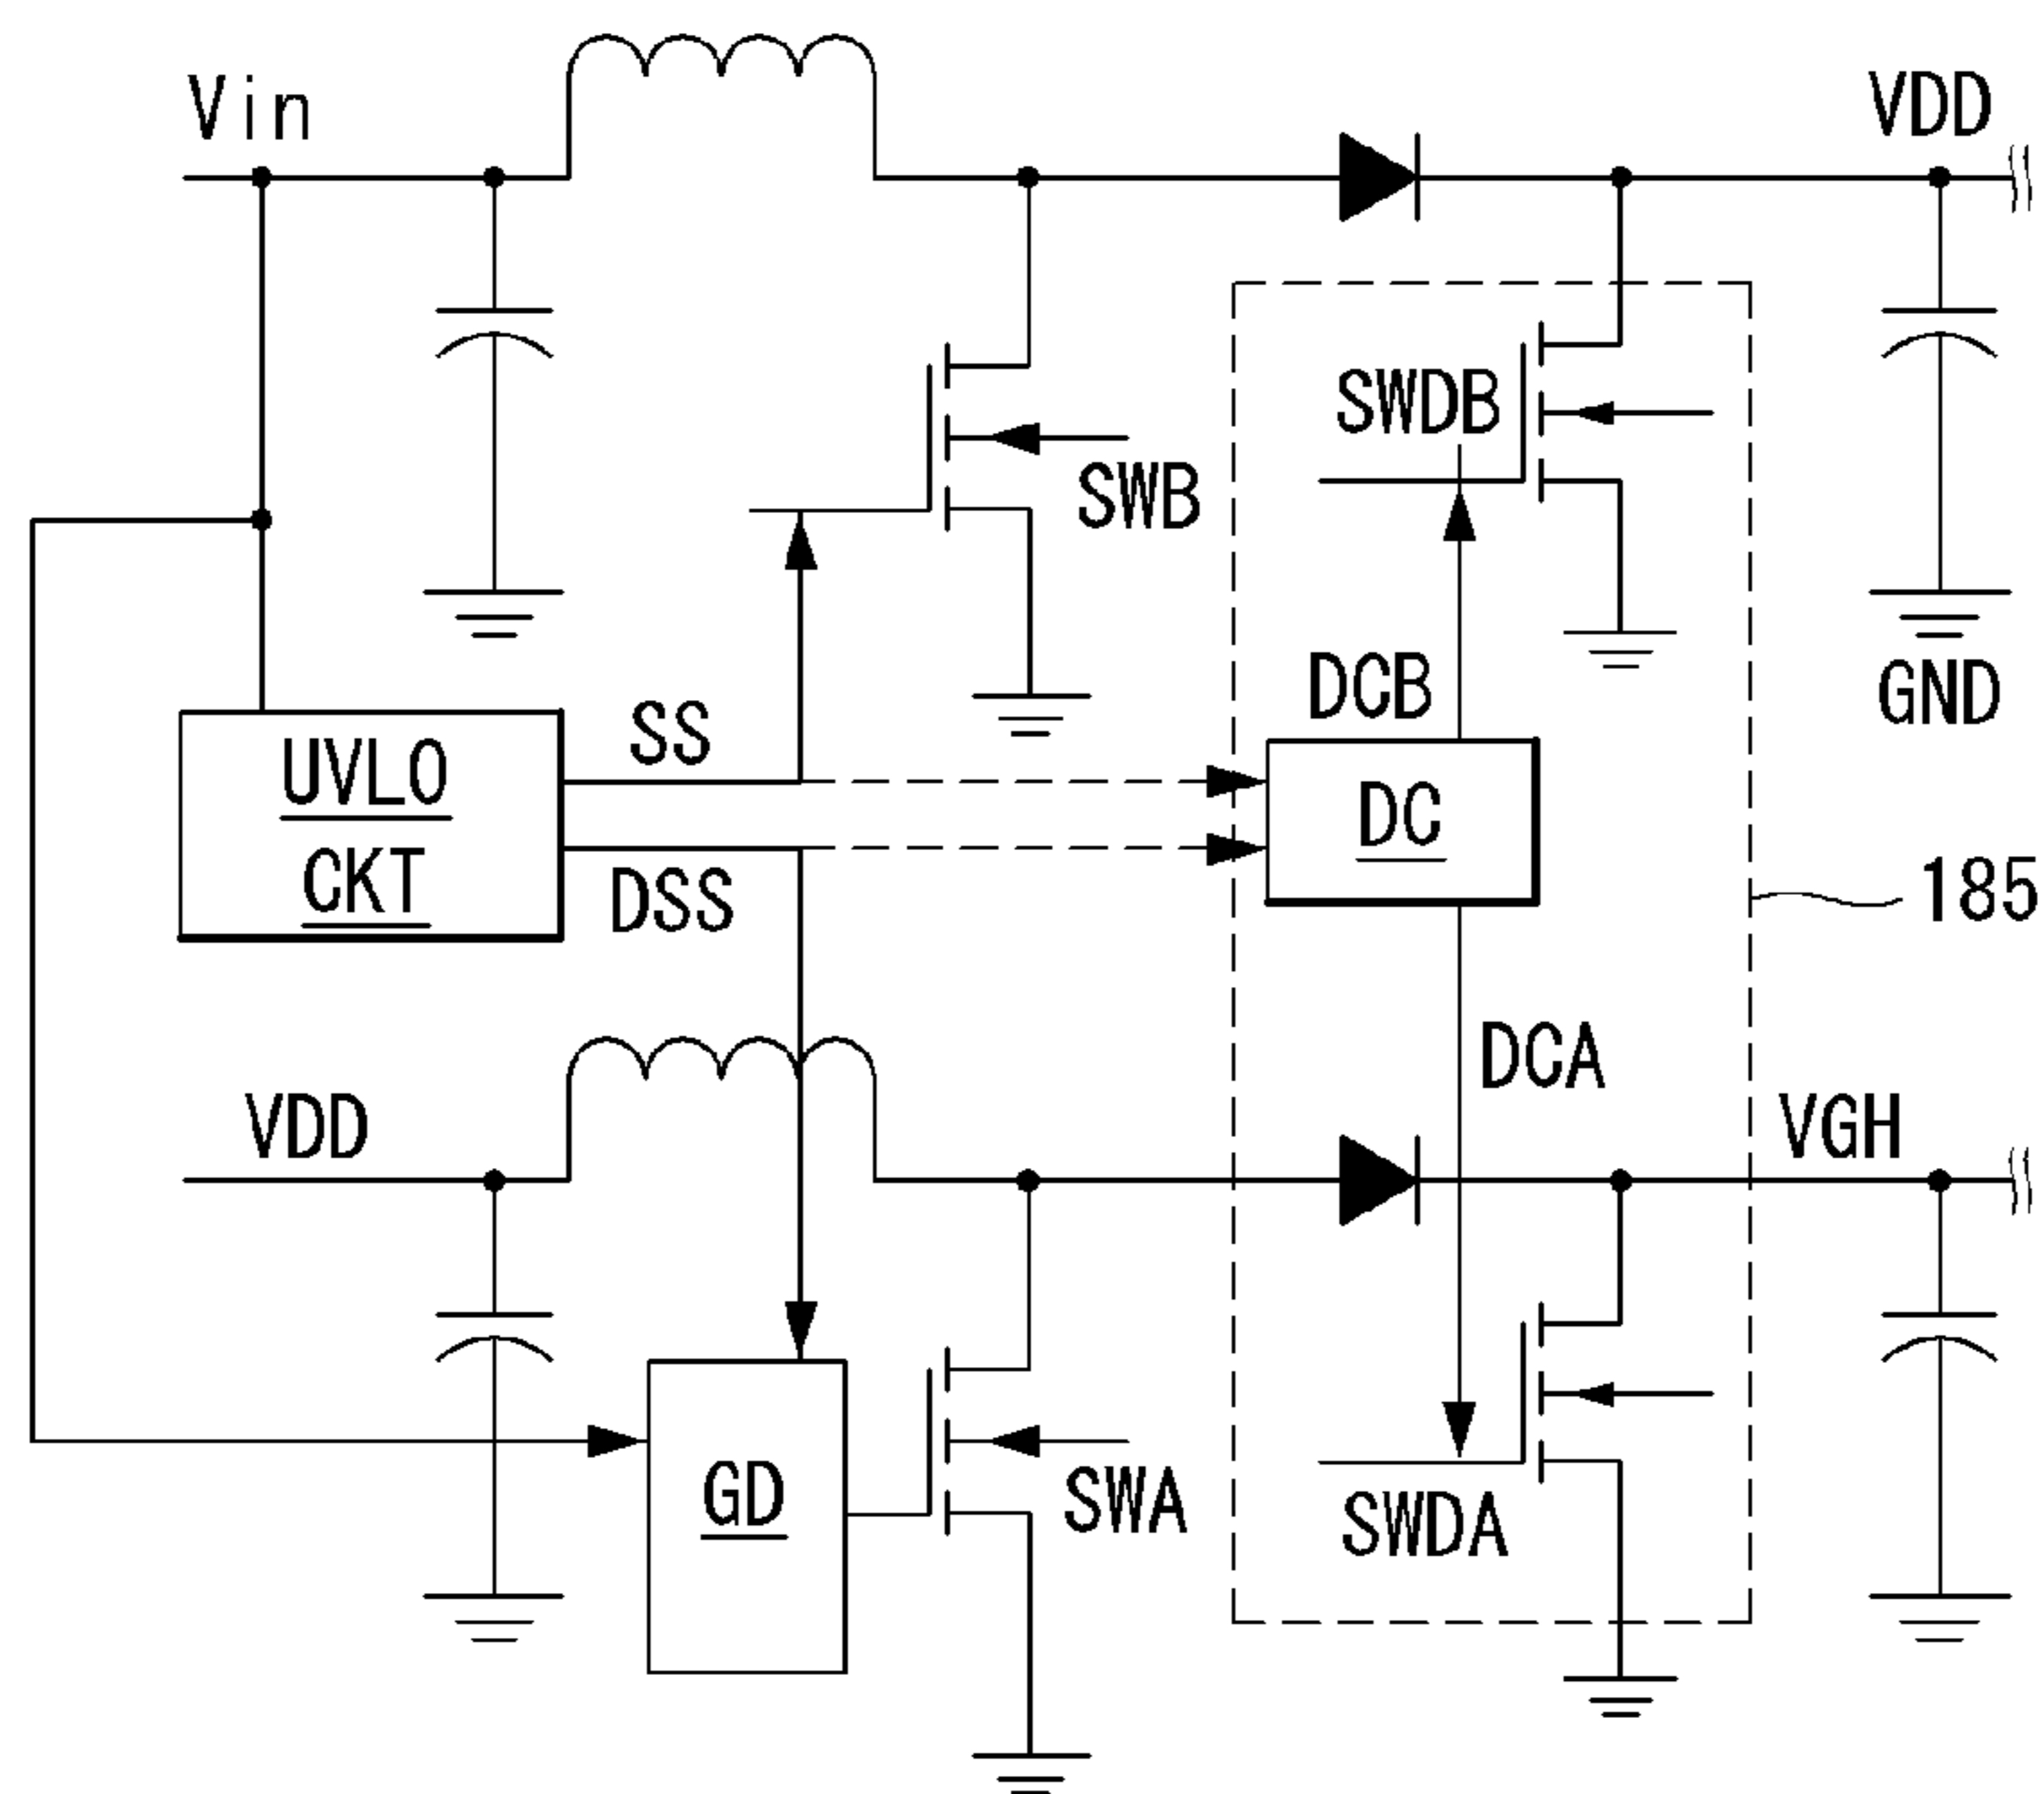 Vin
VDD
SWDB
SWB
DCB
GND
SS
UVLO
CKT
DC
DSS
185
DCA
VDD
VGH
GD
SWA
SWDA